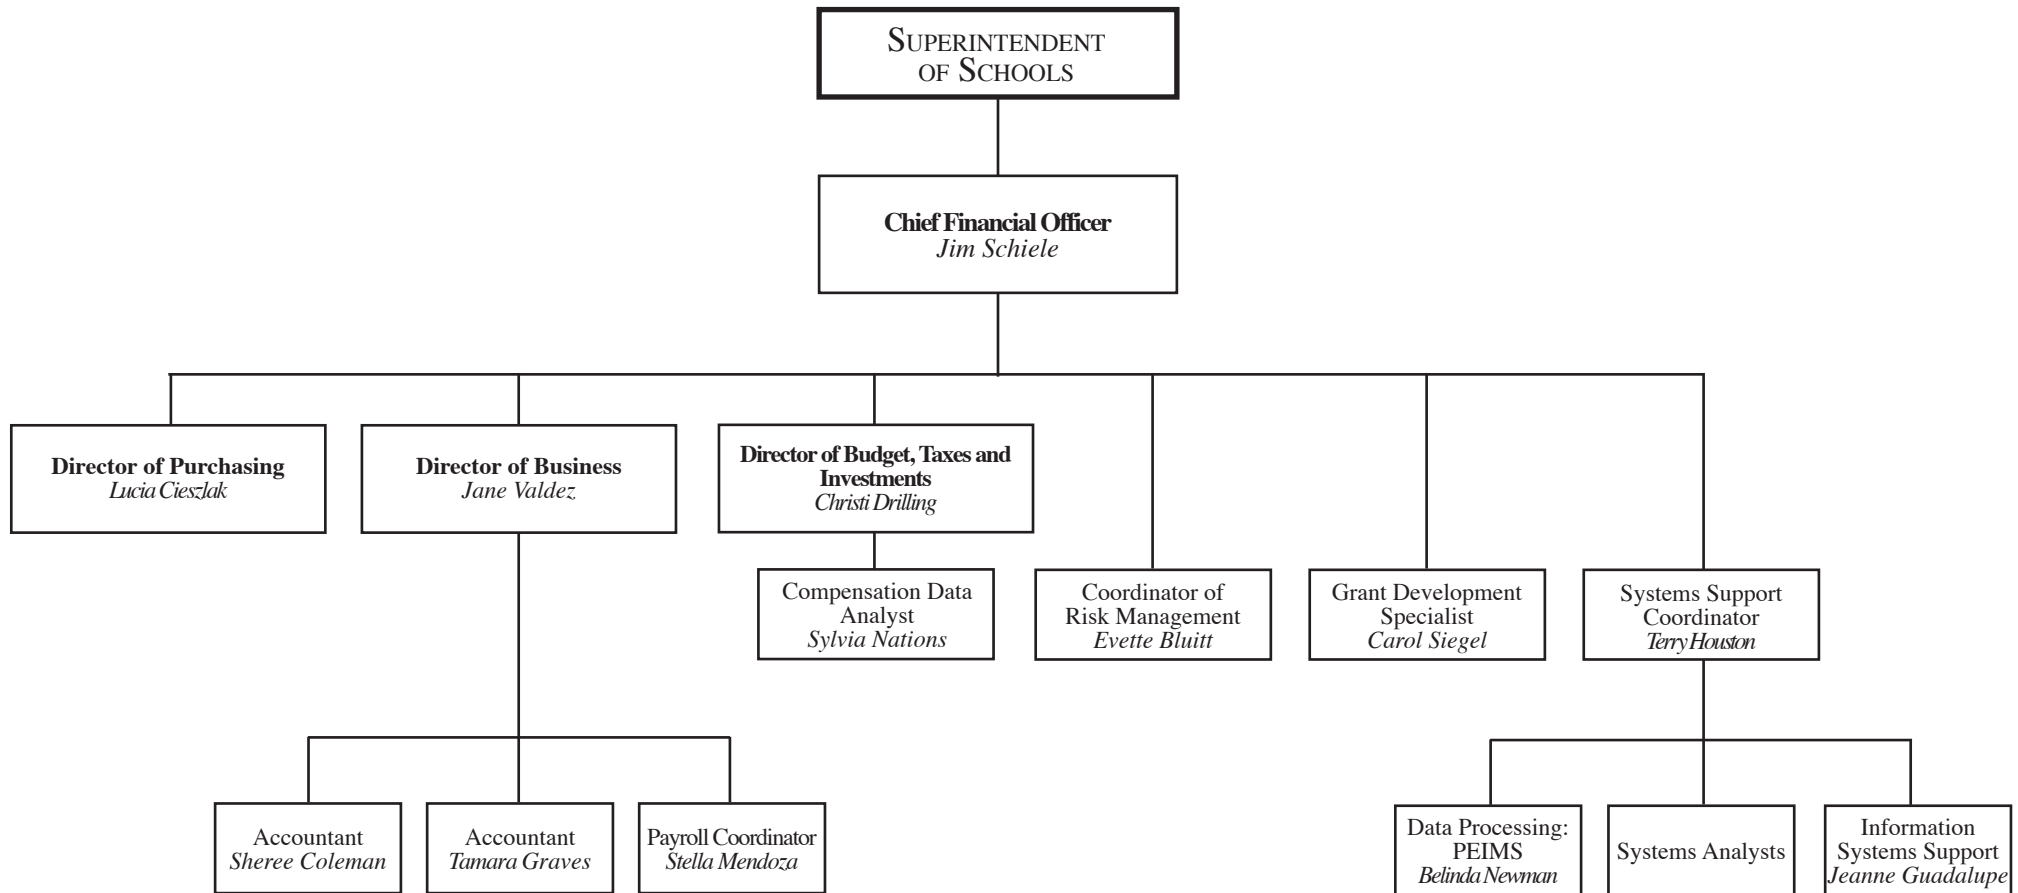 SUPERINTENDENT
OF SCHOOLS
Chief Financial Officer
Jim Schiele
Director of Purchasing
Lucia Cieszlak
Director of Business
Jane Valdez
Director of Budget, Taxes and
Investments
Christi Drilling
Compensation Data
Analyst
Sylvia Nations
Coordinator of
Risk Management
Evette Bluitt
Grant Development
Specialist
Carol Siegel
Systems Support
Coordinator
Terry Houston
Accountant
Sheree Coleman
Accountant
Tamara Graves
Payroll Coordinator
Stella Mendoza
Data Processing:
PEIMS
Belinda Newman
Systems Analysts
Information
Systems Support
Jeanne Guadalupe